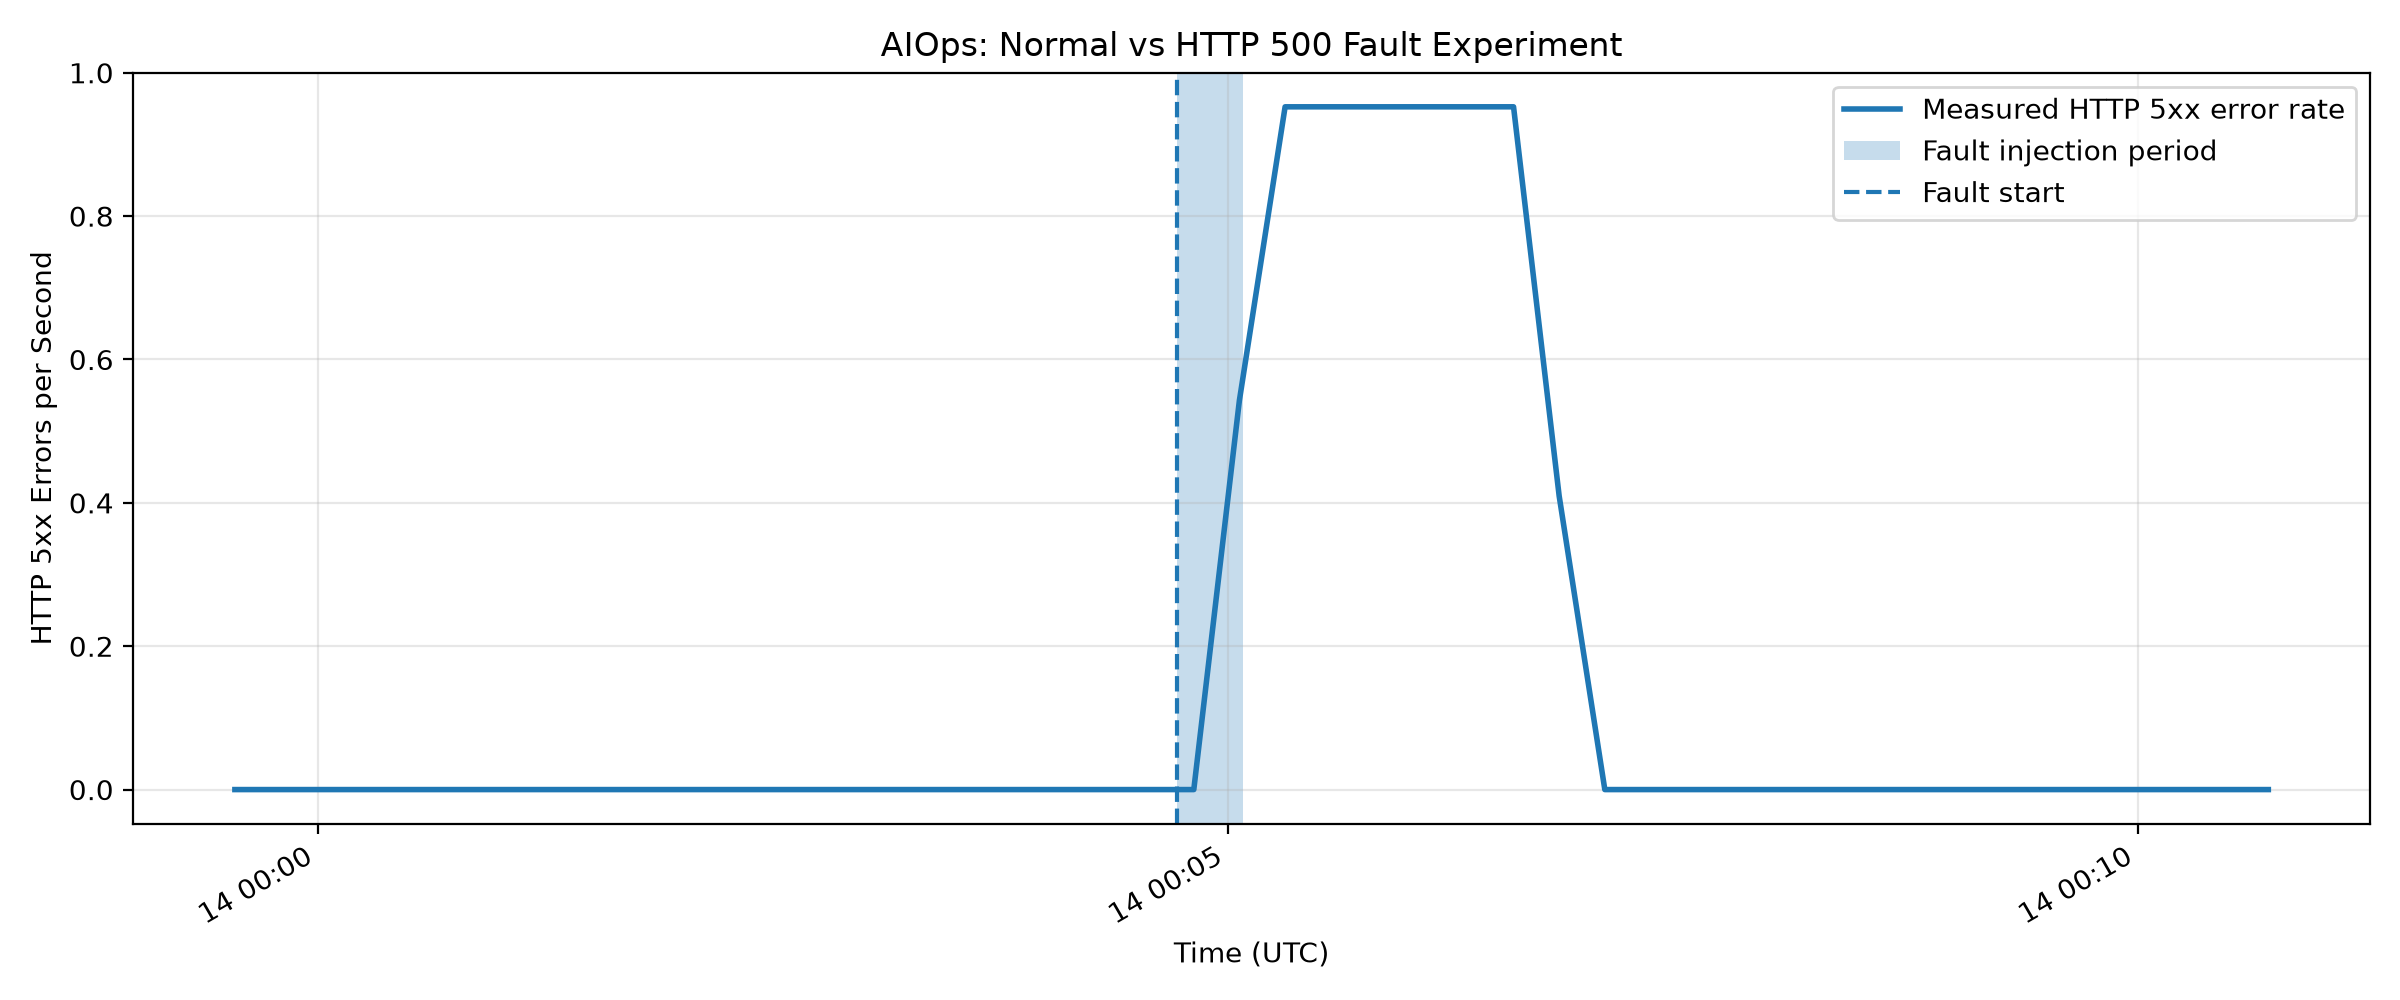 AIOps: Normal vs HTTP 500 Fault Experiment
HTTP 5xx Errors per Second
1.0
0.8
0.6
0.4
0.2
0.0
Measured HTTP 5xx error rate
Fault injection period
Fault start
14 00:00
14 00:05
14 00:10
Time (UTC)